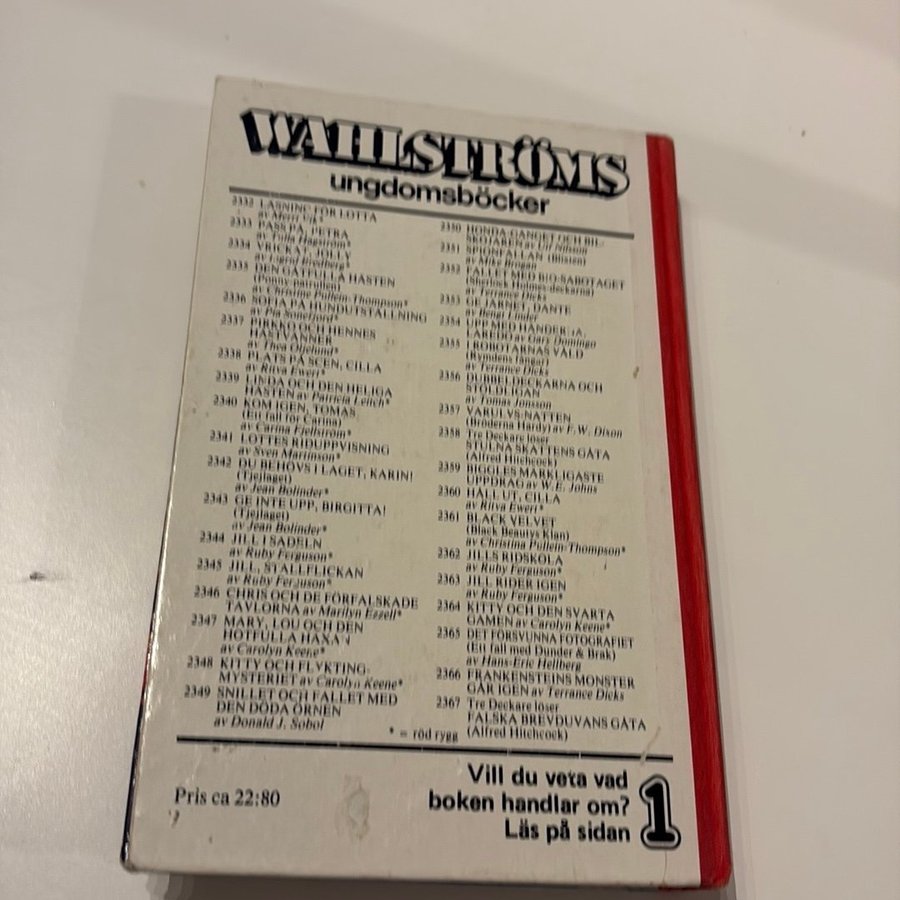 WAHLSTRÖMS
ungdomsböcker
2332 LÄSNING FÖR LOTTA
av Merri Vik*
2333 PASS PÅ, PETRA
av Tolla Hagström*
2334 VRICKAT, JOLLY
av Sigrol Bredberg*
2335 DEN GÅTFULLA HÄSTEN
(Ponny-patrullen)
av Christine Pullein-Thompson*
2336 SOFIA PÅ HUNDUTSTÄLLNING
av Pia
2337 PIRKKO OCH HENNES
HÄSTVÄNNER
av Thea Oljelund*
2338 PLATS PÅ SCEN, CILLA
av Ritva Ewert*
2339 LINDA OCH DEN HELIGA
HÄSTEN av Patricia Leitch*
2340 KOM IGEN, TOMAS
(En roll för Carina)
av Carina Fjellström*
2341 LOTTES RIDUPPVISNING
av Sven Martinson*
2342 DU BEHÖVS I LAGET, KARIN!
(Tjejlaget)
av Jean Bolinder*
2343 GE INTE UPP, BIRGITTA!
(Tjejlaget)
av Jean Bolinder*
2344 JILL I SADELN
av Ruby Ferguson*
2345 JILL, STALLFLICKAN
av Ruby Ferguson*
2346 CHRIS OCH DE FÖRFALSKADE
TAVLORNA av Marilyn Ezzell*
2347 MARY, LOU OCH DEN
HOTFULLA HÄXAN
av Carolyn Keene*
2348 KITTY OCH FLYKTING-
MYSTERIET av Carolyn Keene*
2349 SNILLET OCH FALLET MED
DEN DÖDA ÖRNEN
av Donald J. Sobol
2350 HONDA-GÄNGET OCH BIL-
SKOJAREN av Ulf Nilsson
2351 SPIONFÄLLAN (Blixten)
av Mike Brogan
2352 FALLET MED BIO-SABOTAGET
(Sherlock Holmes-deckarna)
av Terrance Dicks
2353 GE JÄRNET, DANTE
av Bengt Linder
2354 UPP MED HÄNDERNA,
LAREDO av Gary Domingo
2355 I ROBOTARNAS VÅLD
(Rymdens fångar)
av Terrance Dicks
2356 DUBBELDECKARNA OCH
STÖLDLIGAN
av Tomas Jonsson
2357 VARULVS-NATTEN
(Bröderna Hardy) av F.W. Dixon
2358 Tre Deckare löser
STULNA SKATTENS GÅTA
(Alfred Hitchcock)
2359 BIGGLES MÄRKLIGASTE
UPPDRAG av W.E. Johns
2360 HÅLL UT, CILLA
av Ritva Ewert*
2361 BLACK VELVET
(Black Beautys Klan)
av Christina Pullein-Thompson*
2362 JILLS RIDSKOLA
av Ruby Ferguson*
2363 JILL RIDER IGEN
av Ruby Ferguson*
2364 KITTY OCH DEN SVARTA
GAMEN av Carolyn Keene*
2365 DET FÖRSVUNNA FOTOGRAFIET
(Ett fall med Dunder & Brak)
av Hans-Eric Hellberg
2366 FRANKENSTEINS MONSTER
GÅR IGEN av Terrance Dicks
2367 Tre Deckare löser
FALSKA BREVDUVANS GÅTA
(Alfred Hitchcock)
* = röd rygg
Pris ca 22:80
Vill du veta vad
boken handlar om?
Läs på sidan 1